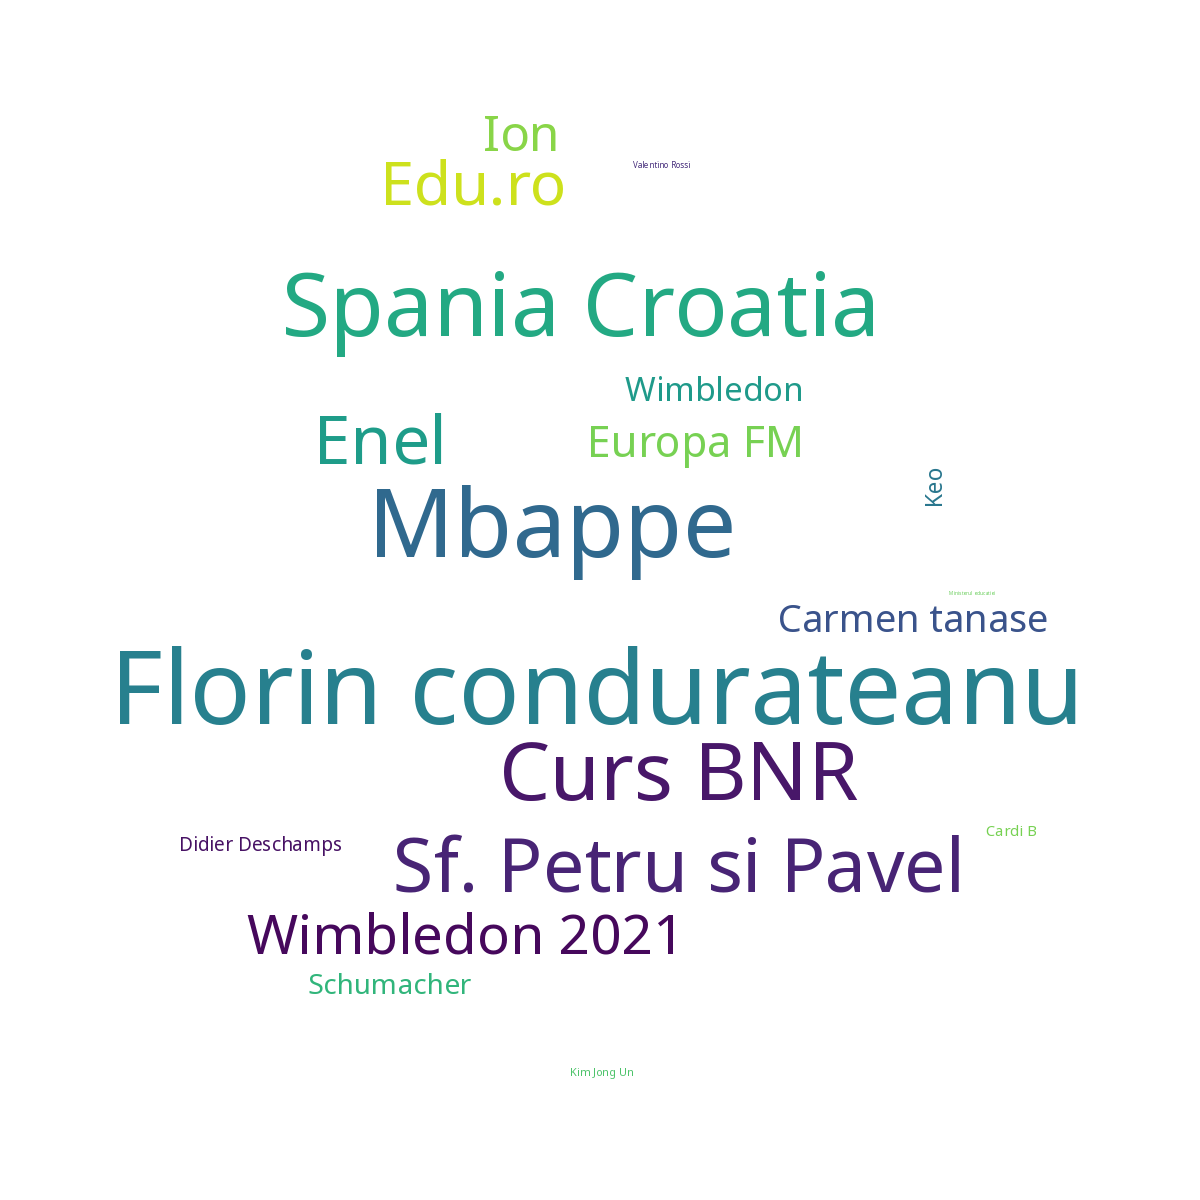 Ion
Valentino Rossi
Edu.ro
Spania Croatia
Wimbledon
Enel
Europa FM
Keo
Mbappe
Carmen tanase
Florin condurateanu
Curs BNR
Cardi B
Didier Deschamps
Sf. Petru si Pavel
Wimbledon 2021
Schumacher
Kim Jong Un